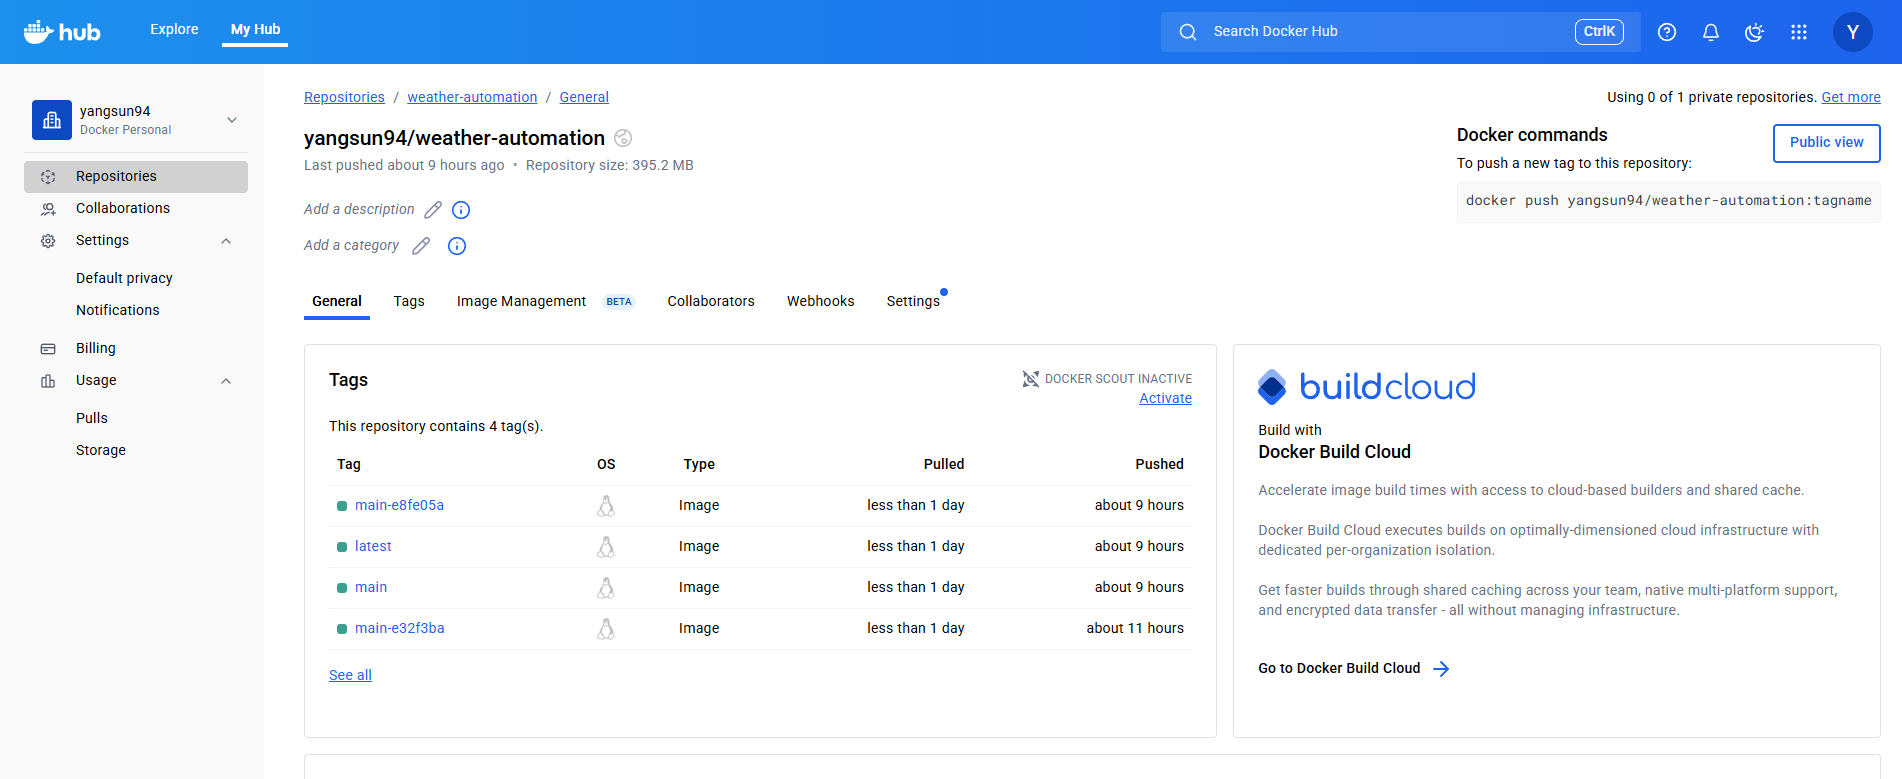 hub
Explore
My Hub
Search Docker Hub
CtrlK
Y
yangsun94
Docker Personal
Repositories
Collaborations
Settings
Default privacy
Notifications
Billing
Usage
Pulls
Storage
Repositories / weather-automation / General
Using 0 of 1 private repositories. Get more
yangsun94/weather-automation
Last pushed about 9 hours ago • Repository size: 395.2 MB
Add a description
Add a category
Docker commands
Public view
To push a new tag to this repository:
docker push yangsun94/weather-automation:tagname
General
Tags
Image Management BETA
Collaborators
Webhooks
Settings
Tags
DOCKER SCOUT INACTIVE
Activate
This repository contains 4 tag(s).
Tag OS Type Pulled Pushed
main-e8fe05a Image less than 1 day about 9 hours
latest Image less than 1 day about 9 hours
main Image less than 1 day about 9 hours
main-e32f3ba Image less than 1 day about 11 hours
See all
buildcloud
Build with
Docker Build Cloud
Accelerate image build times with access to cloud-based builders and shared cache.
Docker Build Cloud executes builds on optimally-dimensioned cloud infrastructure with
dedicated per-organization isolation.
Get faster builds through shared caching across your team, native multi-platform support,
and encrypted data transfer - all without managing infrastructure.
Go to Docker Build Cloud